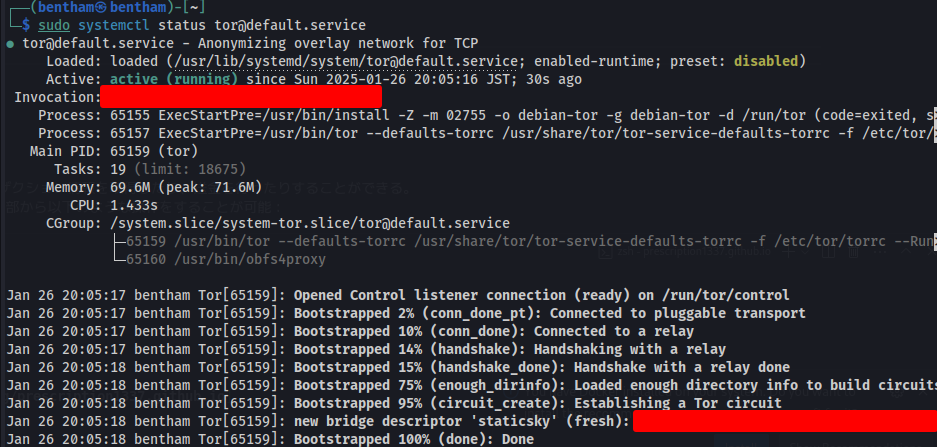 ┌──(bentham㉿bentham)-[~]
└─$ sudo systemctl status tor@default.service
● tor@default.service - Anonymizing overlay network for TCP
Loaded: loaded (/usr/lib/systemd/system/tor@default.service; enabled-runtime; preset: disabled)
Active: active (running) since Sun 2025-01-26 20:05:16 JST; 30s ago
Invocation:
Process: 65155 ExecStartPre=/usr/bin/install -Z -m 02755 -o debian-tor -g debian-tor -d /run/tor (code=exited, s>
Process: 65157 ExecStartPre=/usr/bin/tor --defaults-torrc /usr/share/tor/tor-service-defaults-torrc -f /etc/tor/>
Main PID: 65159 (tor)
Tasks: 19 (limit: 18675)
Memory: 69.6M (peak: 71.6M)
CPU: 1.433s
CGroup: /system.slice/system-tor.slice/tor@default.service
├─65159 /usr/bin/tor --defaults-torrc /usr/share/tor/tor-service-defaults-torrc -f /etc/tor/torrc --Run>
└─65160 /usr/bin/obfs4proxy
Jan 26 20:05:17 bentham Tor[65159]: Opened Control listener connection (ready) on /run/tor/control
Jan 26 20:05:17 bentham Tor[65159]: Bootstrapped 2% (conn_done_pt): Connected to pluggable transport
Jan 26 20:05:17 bentham Tor[65159]: Bootstrapped 10% (conn_done): Connected to a relay
Jan 26 20:05:17 bentham Tor[65159]: Bootstrapped 14% (handshake): Handshaking with a relay
Jan 26 20:05:18 bentham Tor[65159]: Bootstrapped 15% (handshake_done): Handshake with a relay done
Jan 26 20:05:18 bentham Tor[65159]: Bootstrapped 75% (enough_dirinfo): Loaded enough directory info to build circuits
Jan 26 20:05:18 bentham Tor[65159]: Bootstrapped 95% (circuit_create): Establishing a Tor circuit
Jan 26 20:05:18 bentham Tor[65159]: new bridge descriptor 'staticsky' (fresh):
Jan 26 20:05:18 bentham Tor[65159]: Bootstrapped 100% (done): Done